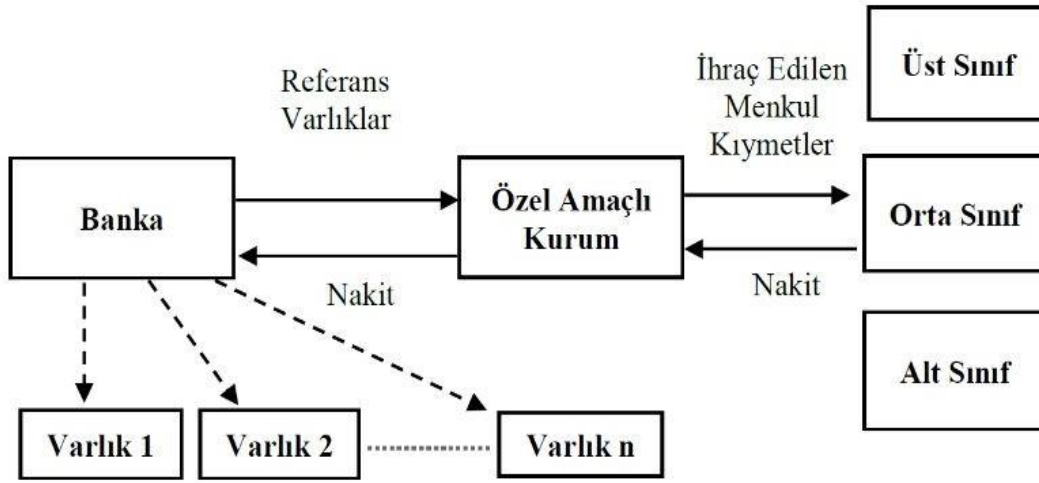 Üst Sınıf
Referans
Varlıklar
İhraç Edilen
Menkul
Kıymetler
Banka
Özel Amaçlı
Kurum
Orta Sınıf
Nakit
Nakit
Alt Sınıf
Varlık 1
Varlık 2
Varlık n